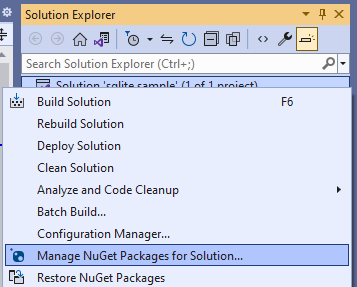 Solution Explorer
Search Solution Explorer (Ctrl+;)
Solution 'sqlite sample' (1 of 1 project)
Build Solution F6
Rebuild Solution
Deploy Solution
Clean Solution
Analyze and Code Cleanup
Batch Build...
Configuration Manager...
Manage NuGet Packages for Solution...
Restore NuGet Packages